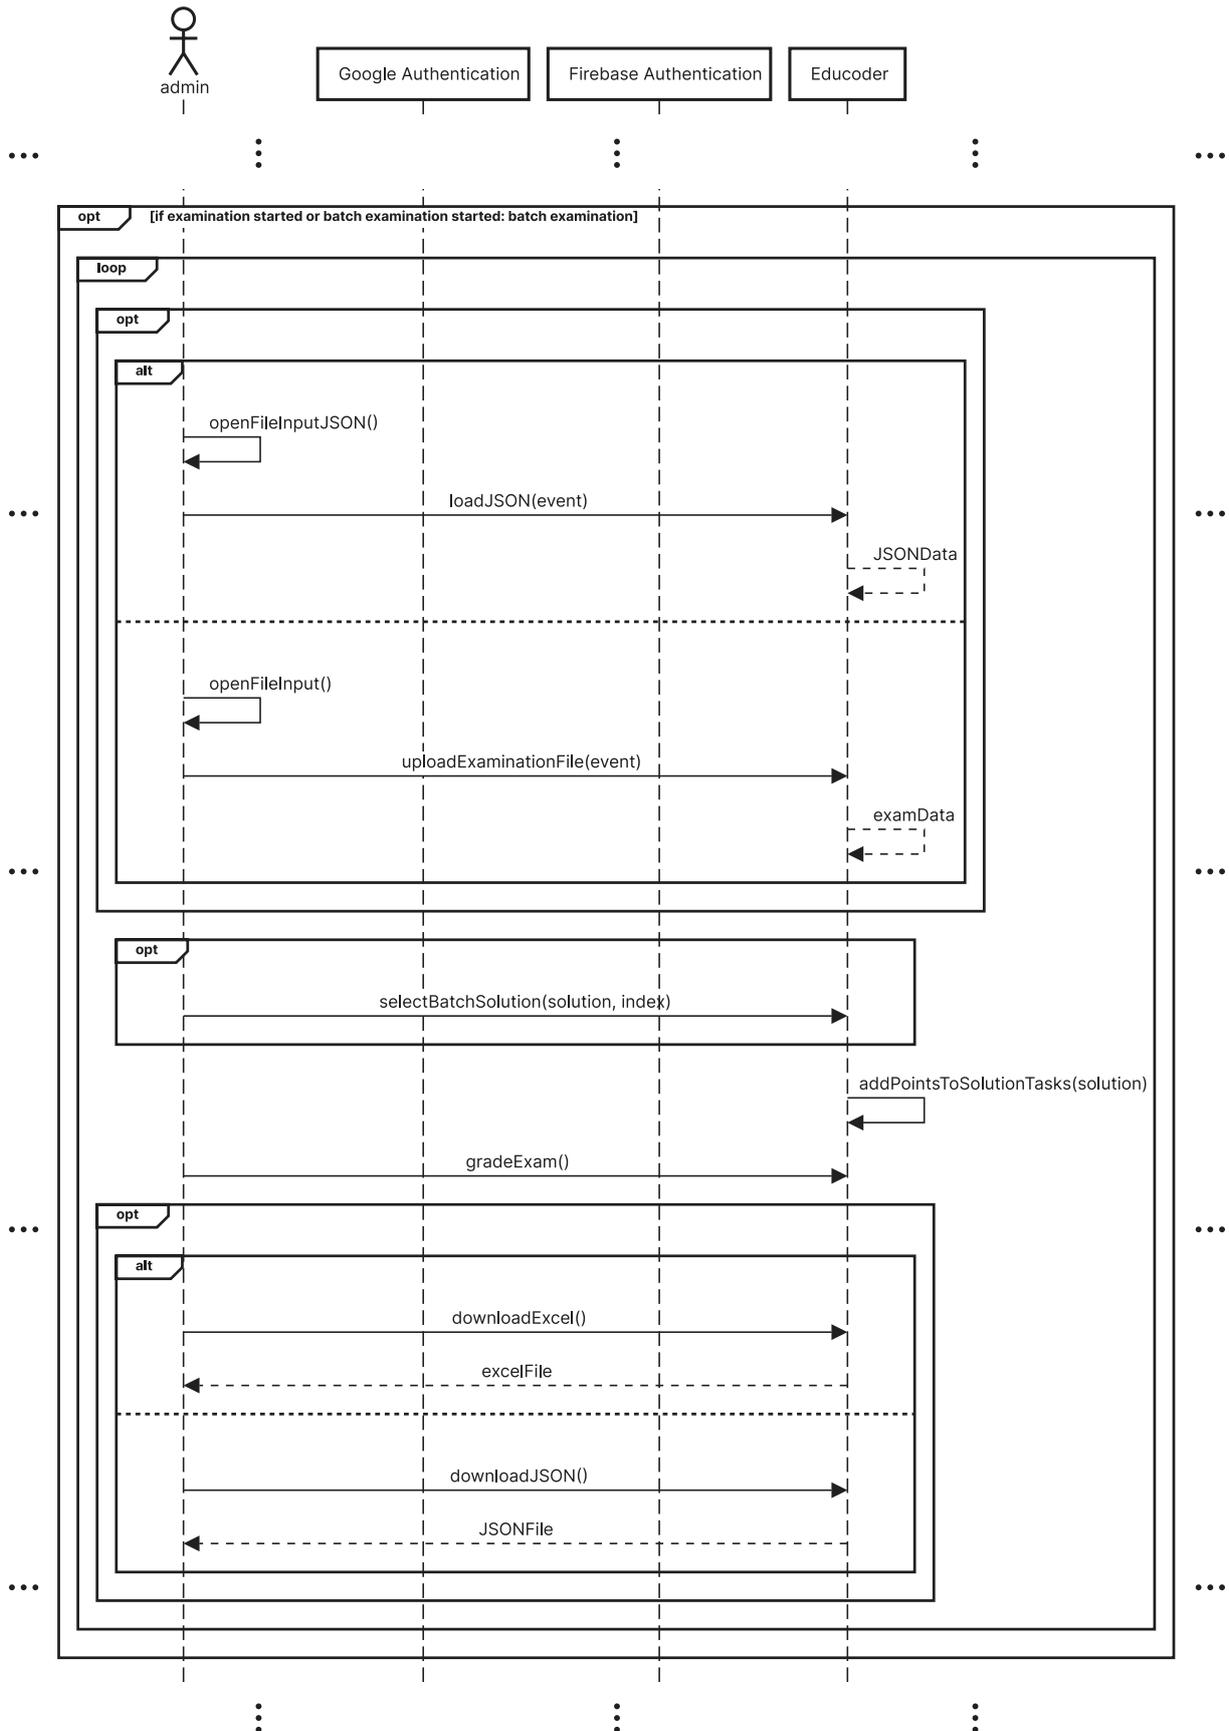 admin
Google Authentication
Firebase Authentication
Educoder
opt
[if examination started or batch examination started: batch examination]
loop
opt
alt
openFileInputJSON()
loadJSON(event)
JSONData
openFileInput()
uploadExaminationFile(event)
examData
opt
selectBatchSolution(solution, index)
addPointsToSolutionTasks(solution)
gradeExam()
opt
alt
downloadExcel()
excelFile
downloadJSON()
JSONFile